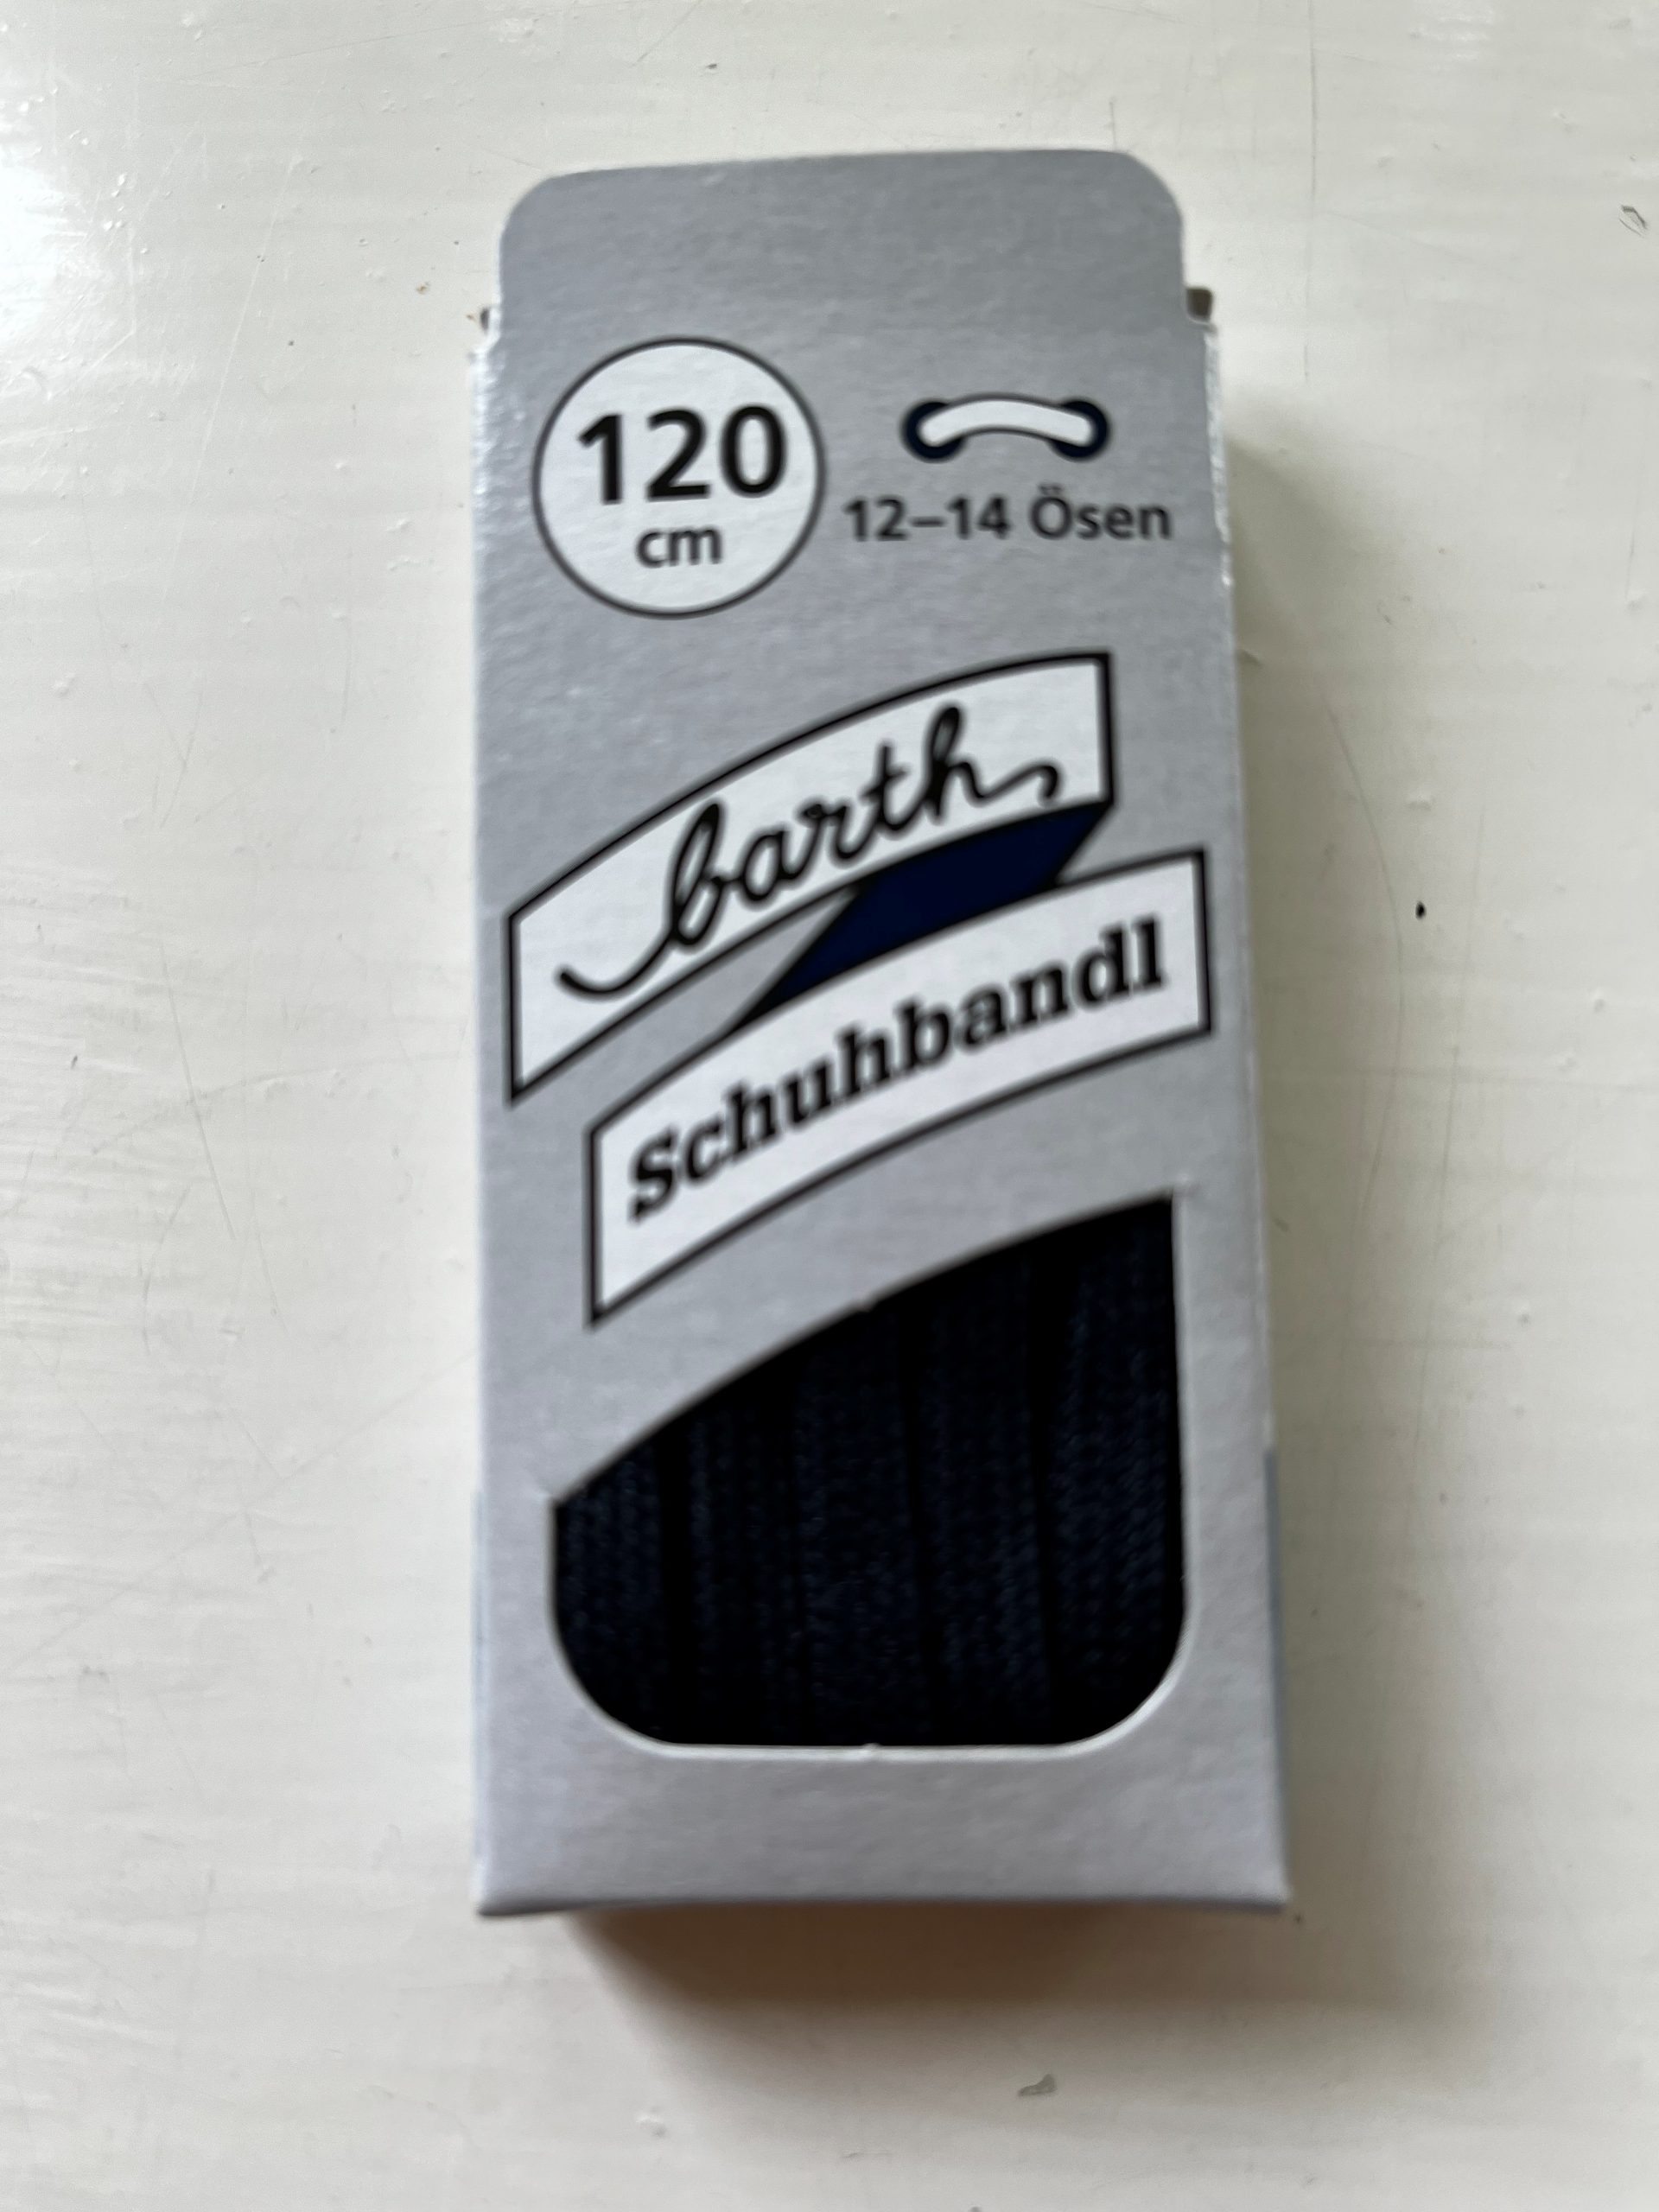 120
cm
12–14 Ösen
barth
Schuhbandl